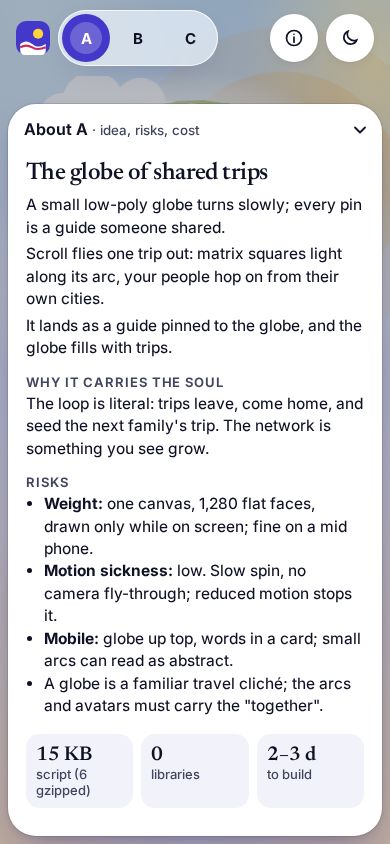 A B C
About A · idea, risks, cost
The globe of shared trips
A small low-poly globe turns slowly; every pin
is a guide someone shared.
Scroll flies one trip out: matrix squares light
along its arc, your people hop on from their
own cities.
It lands as a guide pinned to the globe, and the
globe fills with trips.
WHY IT CARRIES THE SOUL
The loop is literal: trips leave, come home, and
seed the next family's trip. The network is
something you see grow.
RISKS
• Weight: one canvas, 1,280 flat faces,
drawn only while on screen; fine on a mid
phone.
• Motion sickness: low. Slow spin, no
camera fly-through; reduced motion stops
it.
• Mobile: globe up top, words in a card; small
arcs can read as abstract.
• A globe is a familiar travel cliché; the arcs
and avatars must carry the "together".
15 KB
script (6
gzipped)
0
libraries
2–3 d
to build